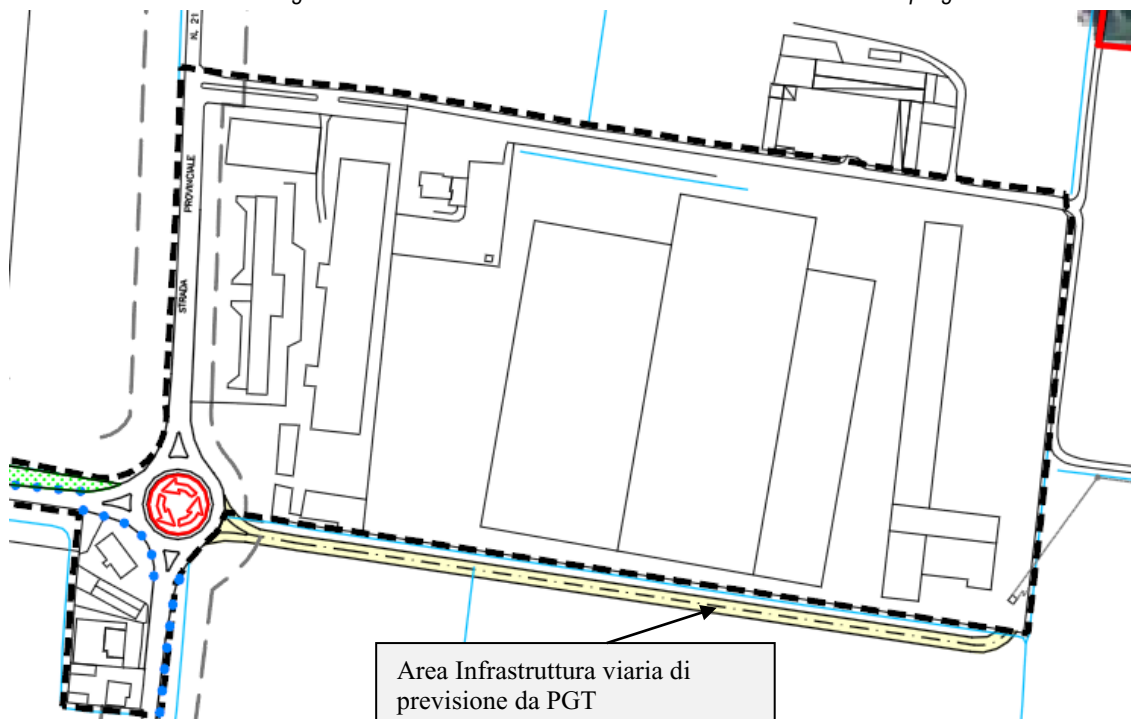 N. 21
PROVINCIALE
STRADA
Area Infrastruttura viaria di
previsione da PGT